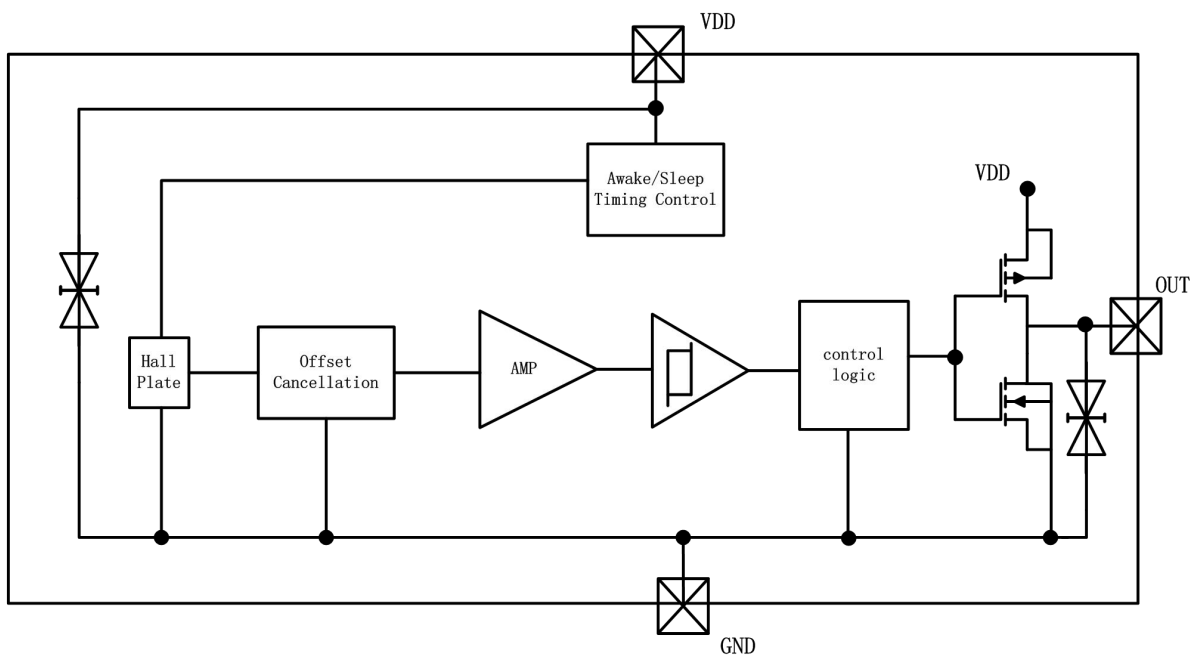 VDD
Awake/Sleep
Timing Control
VDD
OUT
Hall
Plate
Offset
Cancellation
AMP
control
logic
GND